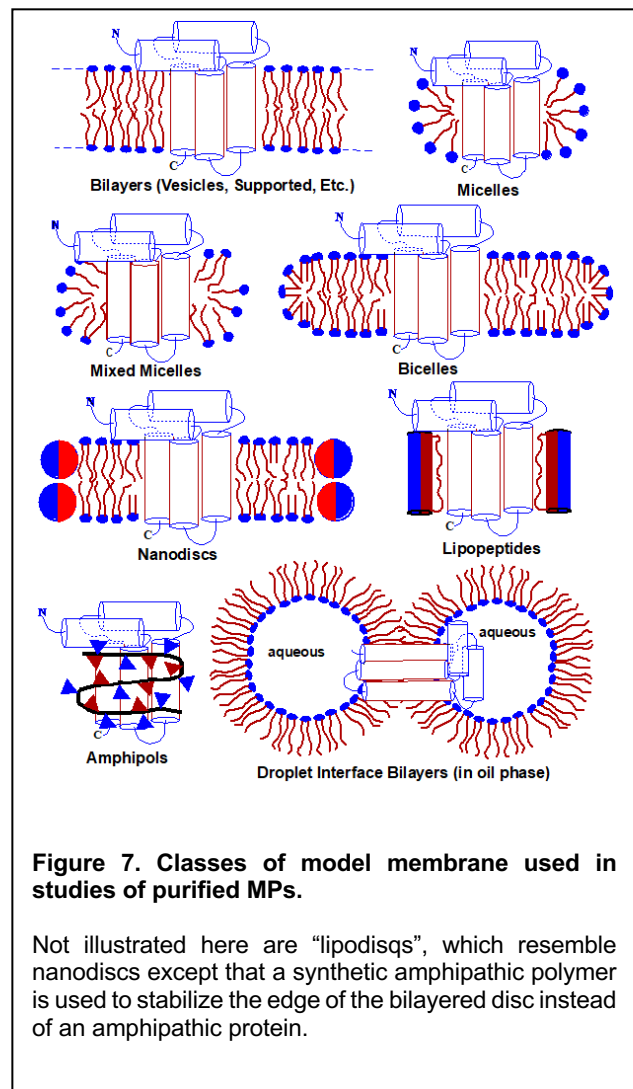 N
N
C
C
Bilayers (Vesicles, Supported, Etc.)
Micelles
N
N
C
C
Mixed Micelles
Bicelles
N
N
C
C
Nanodiscs
Lipopeptides
N
aqueous
aqueous
C
Amphipols
Droplet Interface Bilayers (in oil phase)
Figure 7. Classes of model membrane used in
studies of purified MPs.
Not illustrated here are “lipodisqs”, which resemble
nanodiscs except that a synthetic amphipathic polymer
is used to stabilize the edge of the bilayered disc instead
of an amphipathic protein.